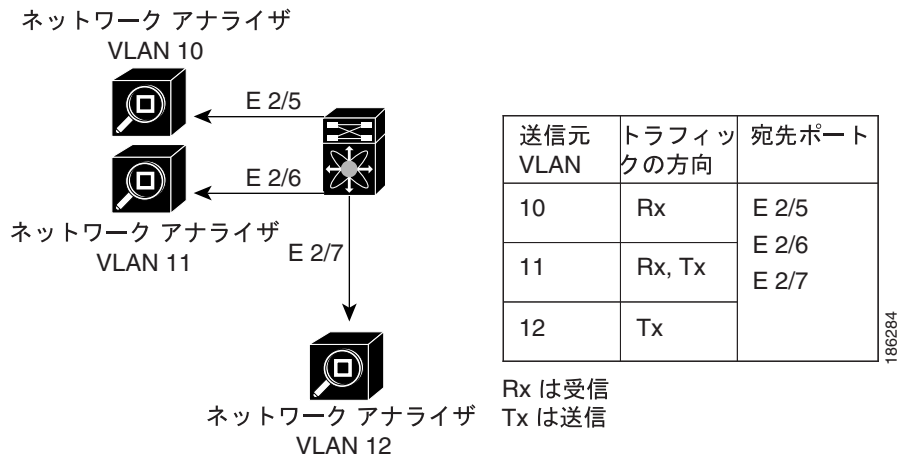 ネットワーク アナライザ
VLAN 10
E 2/5
E 2/6
ネットワーク アナライザ
VLAN 11
E 2/7
ネットワーク アナライザ
VLAN 12
送信元
VLAN
トラフィッ
クの方向
宛先ポート
10
Rx
E 2/5
E 2/6
E 2/7
11
Rx, Tx
12
Tx
186284
Rx は受信
Tx は送信